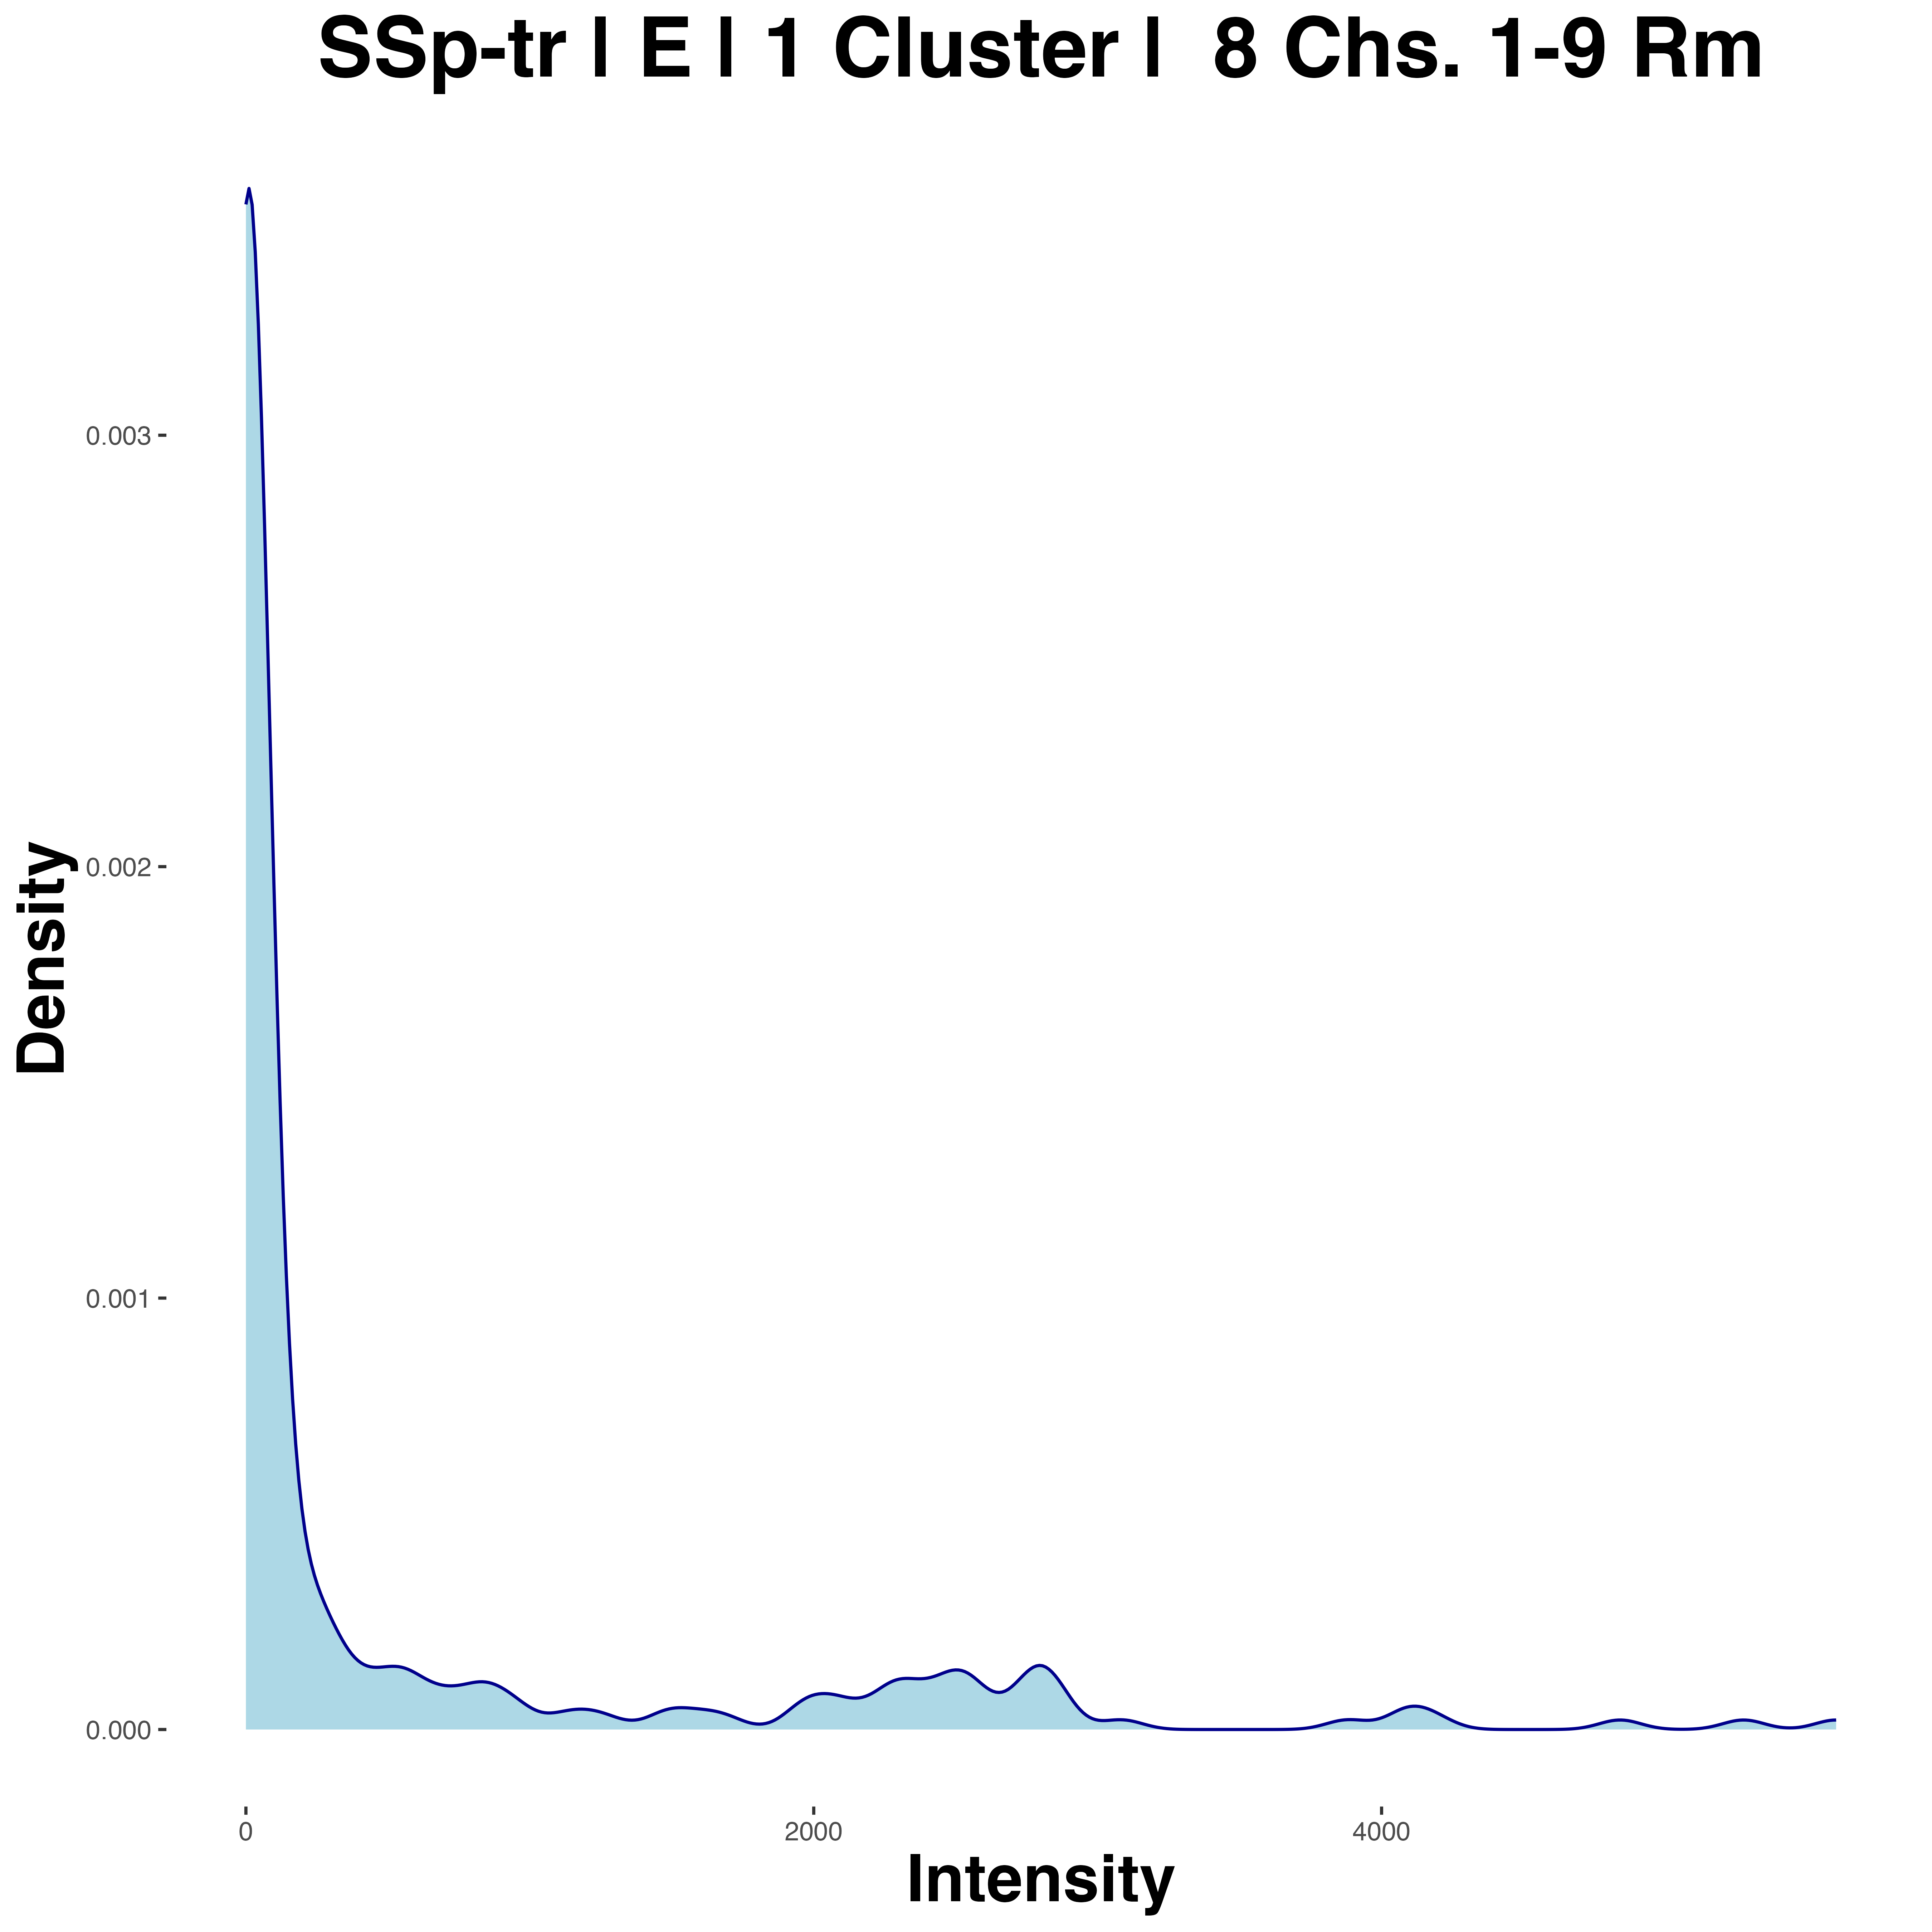 SSp-tr | E | 1 Cluster |  8 Chs. 1-9 Rm
Density
0.003
0.002
0.001
0.000
0 2000 4000
Intensity